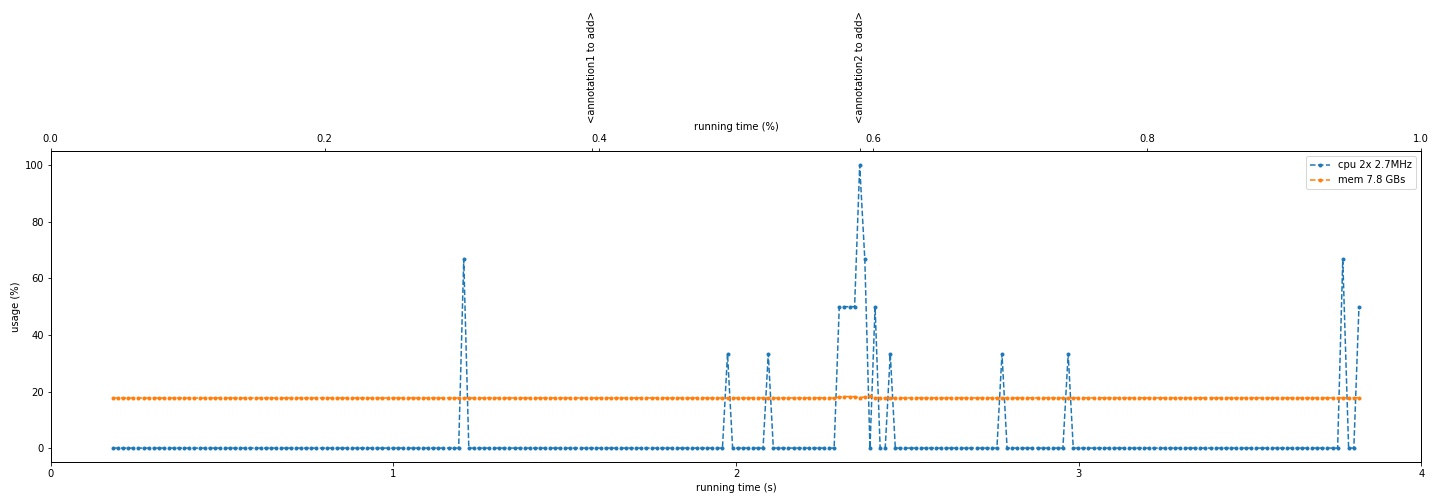 <annotation1 to add>
<annotation2 to add>
running time (%)
0.0 0.2 0.4 0.6 0.8 1.0
cpu 2x 2.7MHz
mem 7.8 GBs
100
80
60
40
20
0
usage (%)
0 1 2 3 4
running time (s)